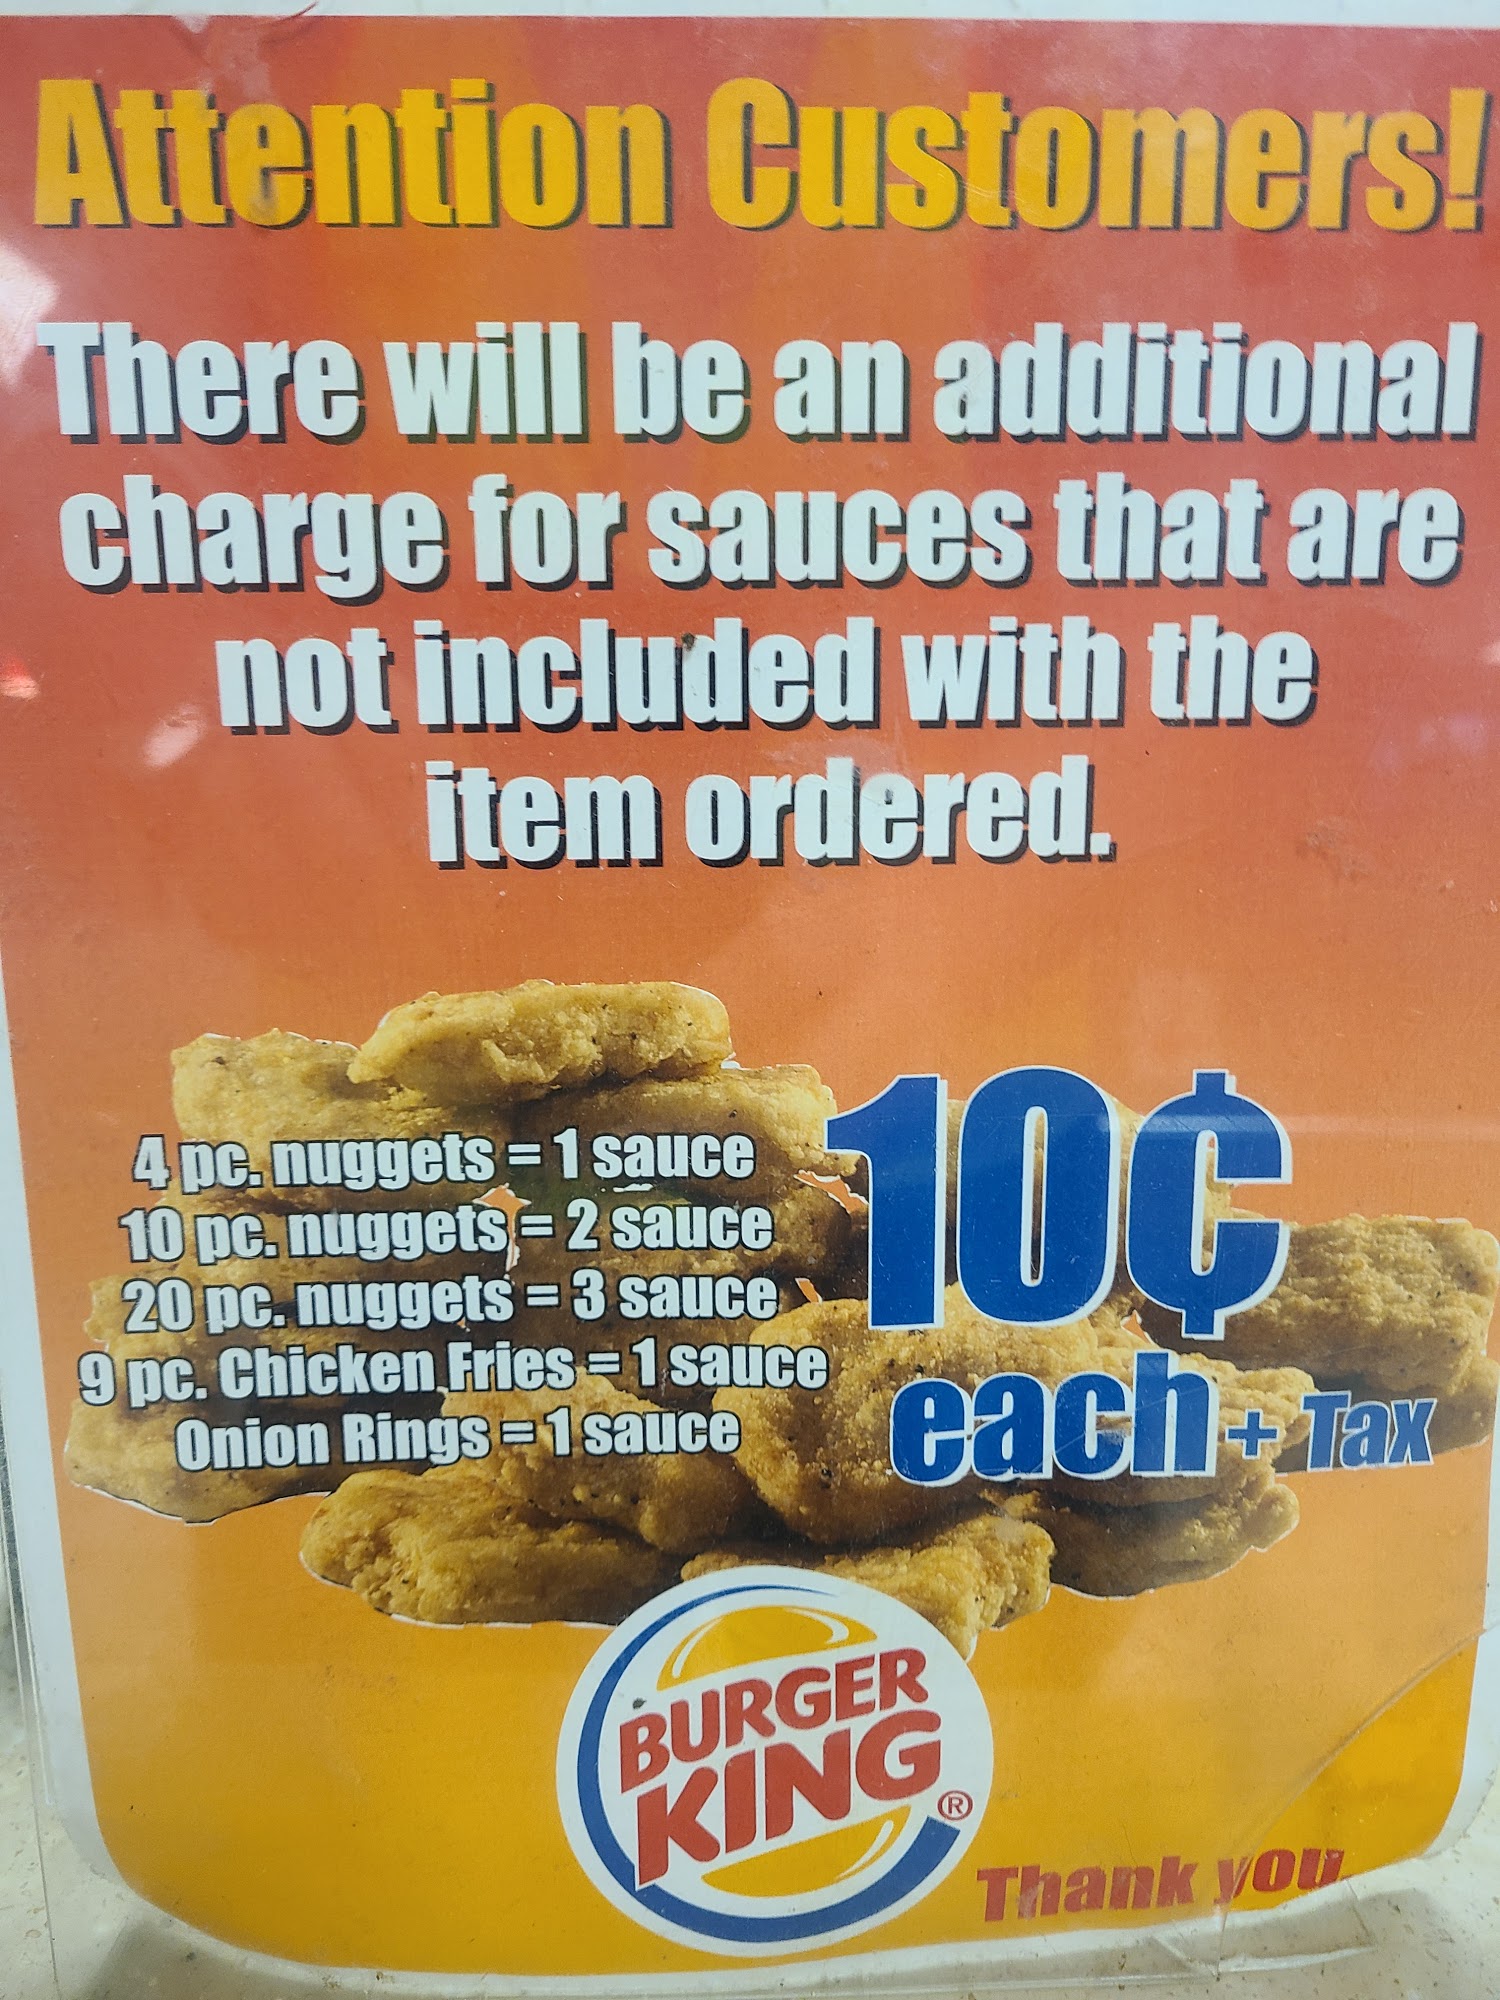 Attention Customers!
There will be an additional
charge for sauces that are
not included with the
item ordered.
4 pc. nuggets = 1 sauce
10 pc. nuggets = 2 sauce
20 pc. nuggets = 3 sauce
9 pc. Chicken Fries = 1 sauce
Onion Rings = 1 sauce
10¢
each + Tax
BURGER
KING®
Thank you